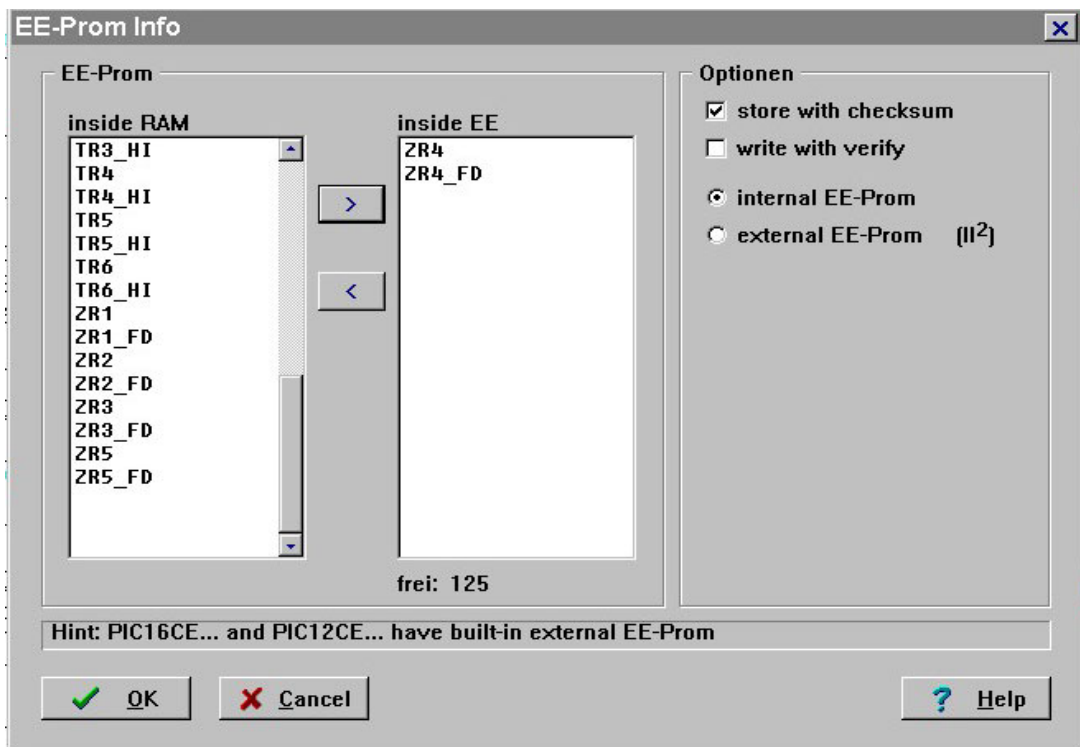 EE-Prom Info
EE-Prom
inside RAM
TR3_HI
TR4
TR4_HI
TR5
TR5_HI
TR6
TR6_HI
ZR1
ZR1_FD
ZR2
ZR2_FD
ZR3
ZR3_FD
ZR5
ZR5_FD
>
<
inside EE
ZR4
ZR4_FD
frei: 125
Optionen
store with checksum
write with verify
internal EE-Prom
external EE-Prom (II²)
Hint: PIC16CE... and PIC12CE... have built-in external EE-Prom
OK
Cancel
? Help